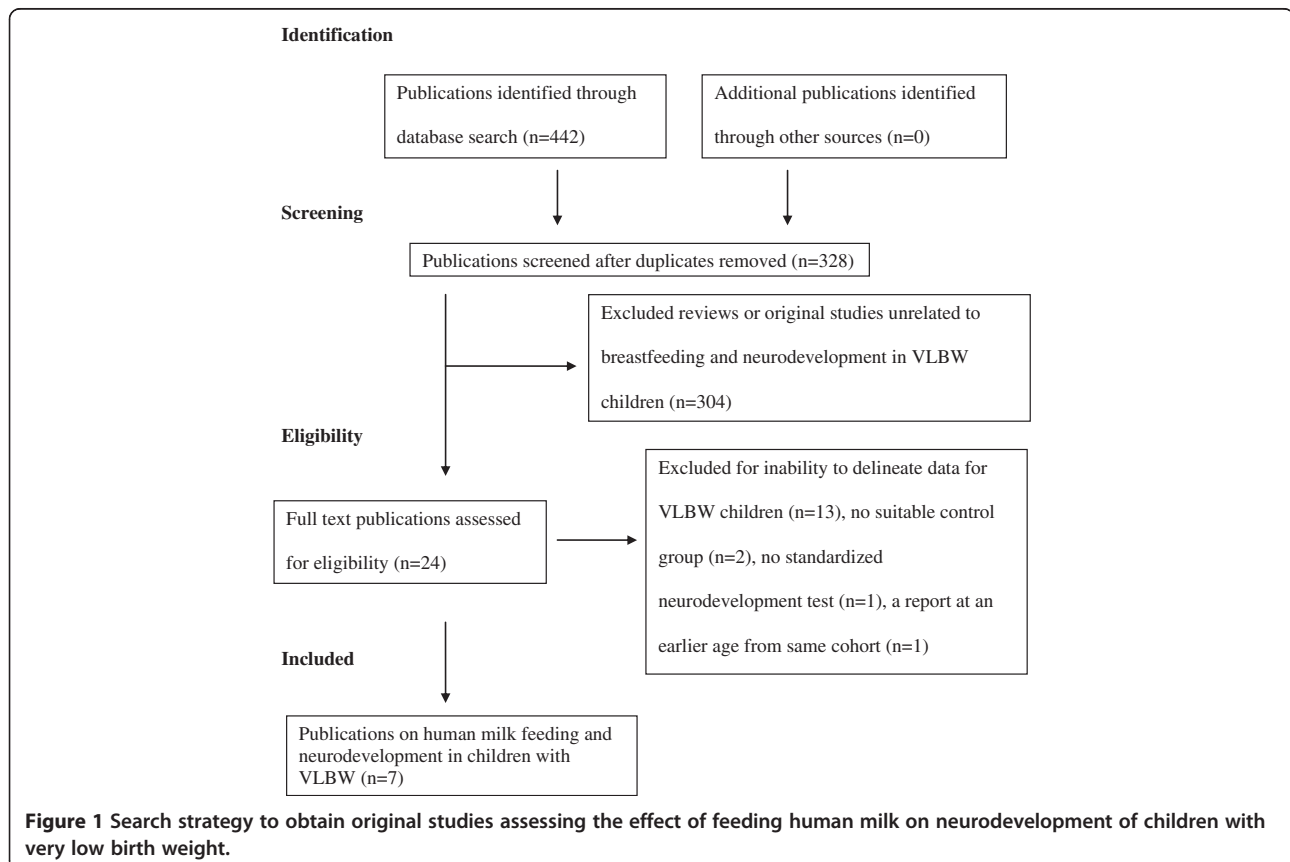 Identification
Publications identified through
database search (n=442)
Additional publications identified
through other sources (n=0)
Screening
Publications screened after duplicates removed (n=328)
Excluded reviews or original studies unrelated to
breastfeeding and neurodevelopment in VLBW
children (n=304)
Eligibility
Full text publications assessed
for eligibility (n=24)
Excluded for inability to delineate data for
VLBW children (n=13), no suitable control
group (n=2), no standardized
neurodevelopment test (n=1), a report at an
earlier age from same cohort (n=1)
Included
Publications on human milk feeding and
neurodevelopment in children with
VLBW (n=7)
Figure 1 Search strategy to obtain original studies assessing the effect of feeding human milk on neurodevelopment of children with
very low birth weight.